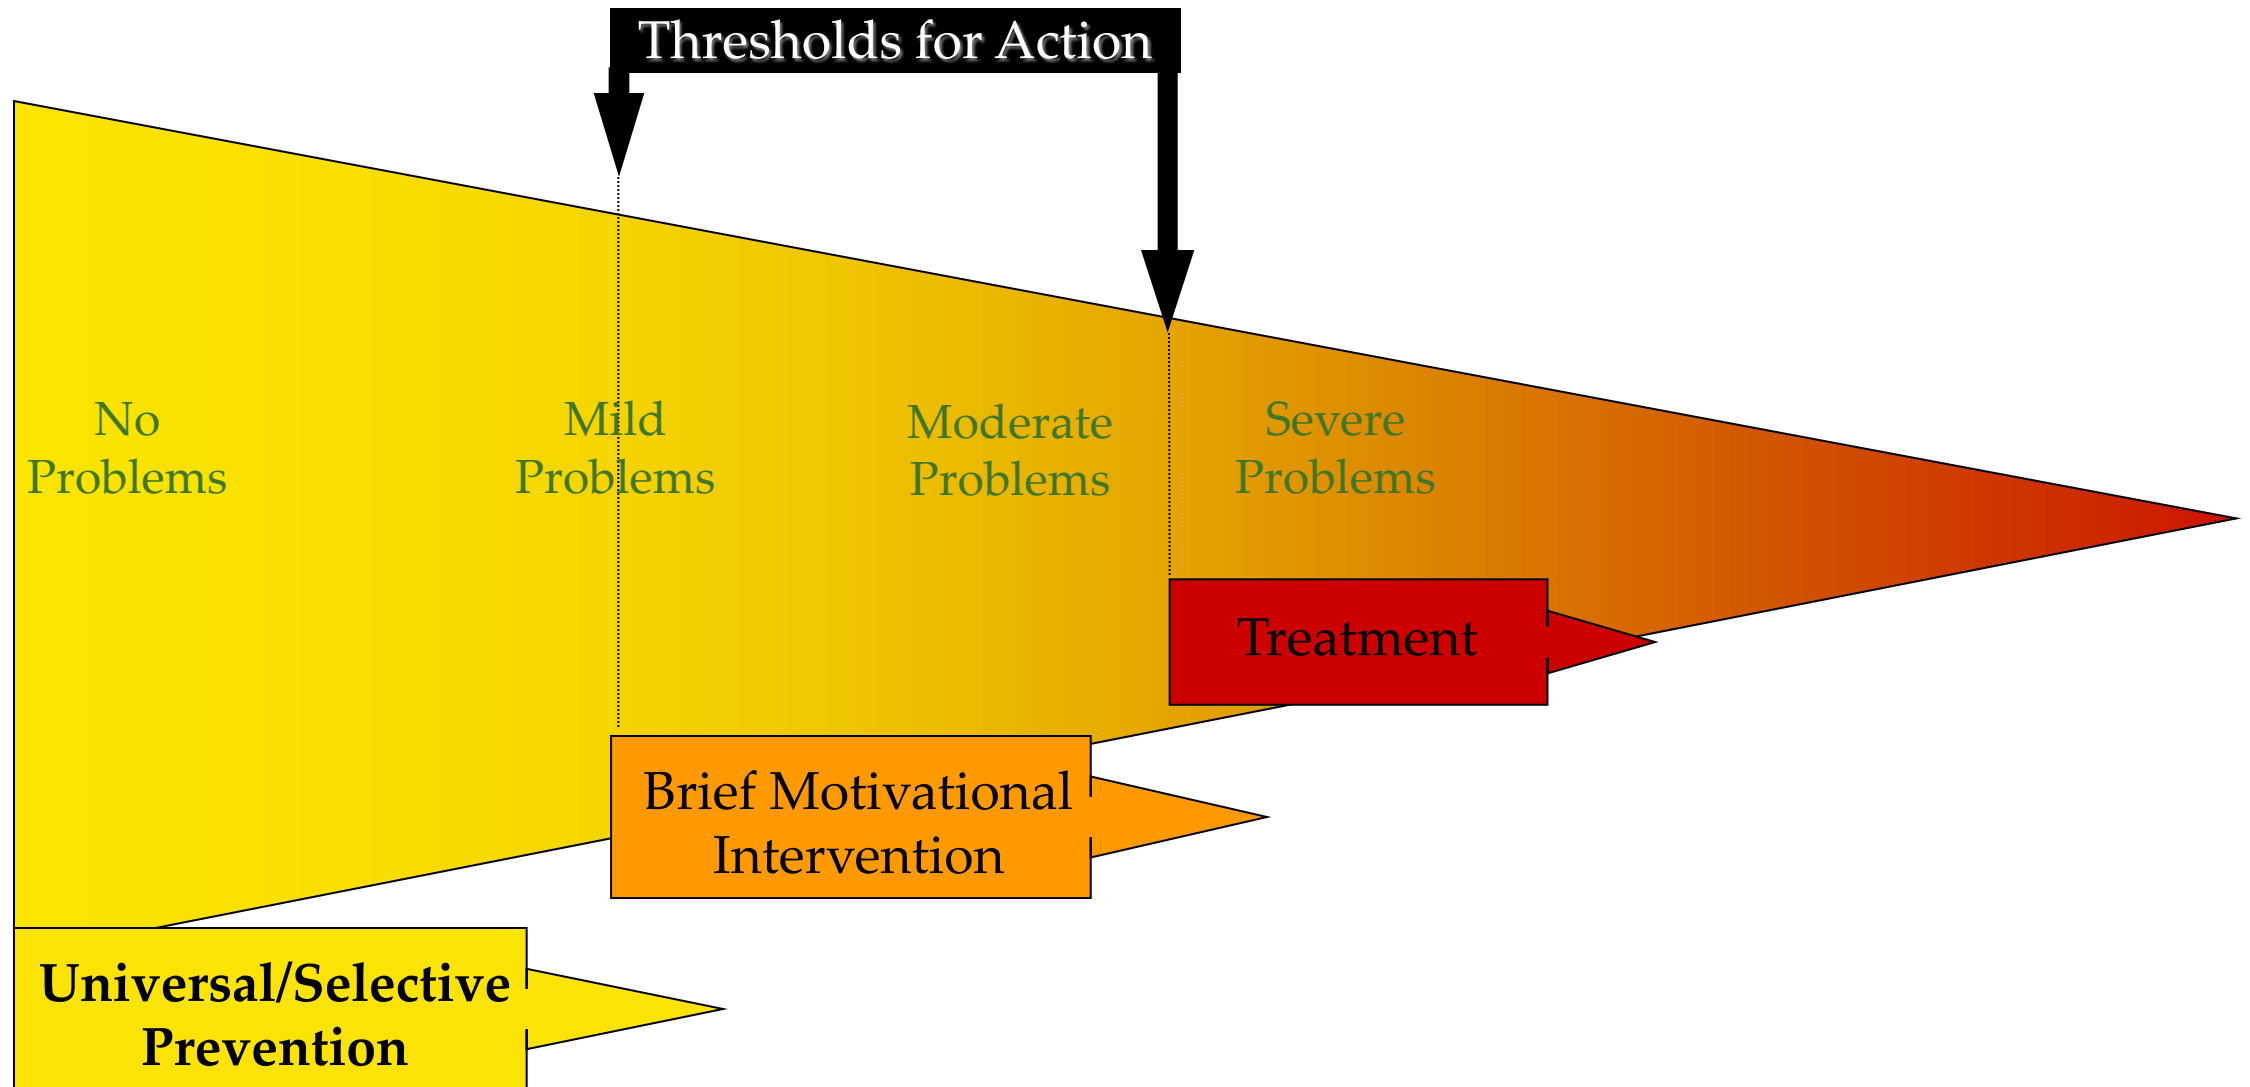 Thresholds for Action
No
Problems
Mild
Problems
Moderate
Problems
Severe
Problems
Treatment
Brief Motivational
Intervention
Universal/Selective
Prevention